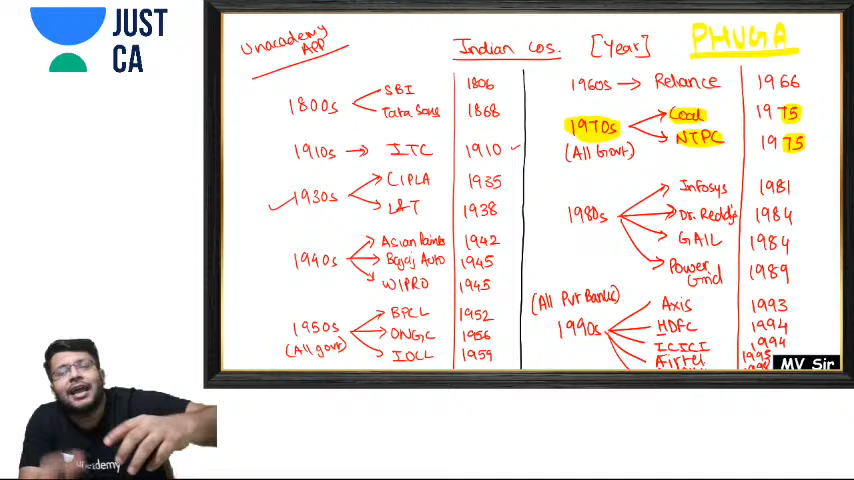 JUST
CA
Unacademy
APP
Indian cos. [Year]
PHUGA
1800s
SBI 1806
Tata Sons 1868
1910s → ITC 1910
1930s
CIPLA 1935
L&T 1938
1940s
Asian Paints 1942
Bajaj Auto 1945
WIPRO 1945
1950s
(All govt)
BPCL 1952
ONGC 1956
IOCL 1959
1960s → Reliance 1966
1970s
(All Govt)
Coal 1975
NTPC 1975
1980s
Infosys 1981
Dr. Reddy's 1984
GAIL 1984
Power Grid 1989
(All Pvt Banks)
1990s
Axis 1993
HDFC 1994
ICICI 1994
Airtel 1995
MV Sir
unacademy